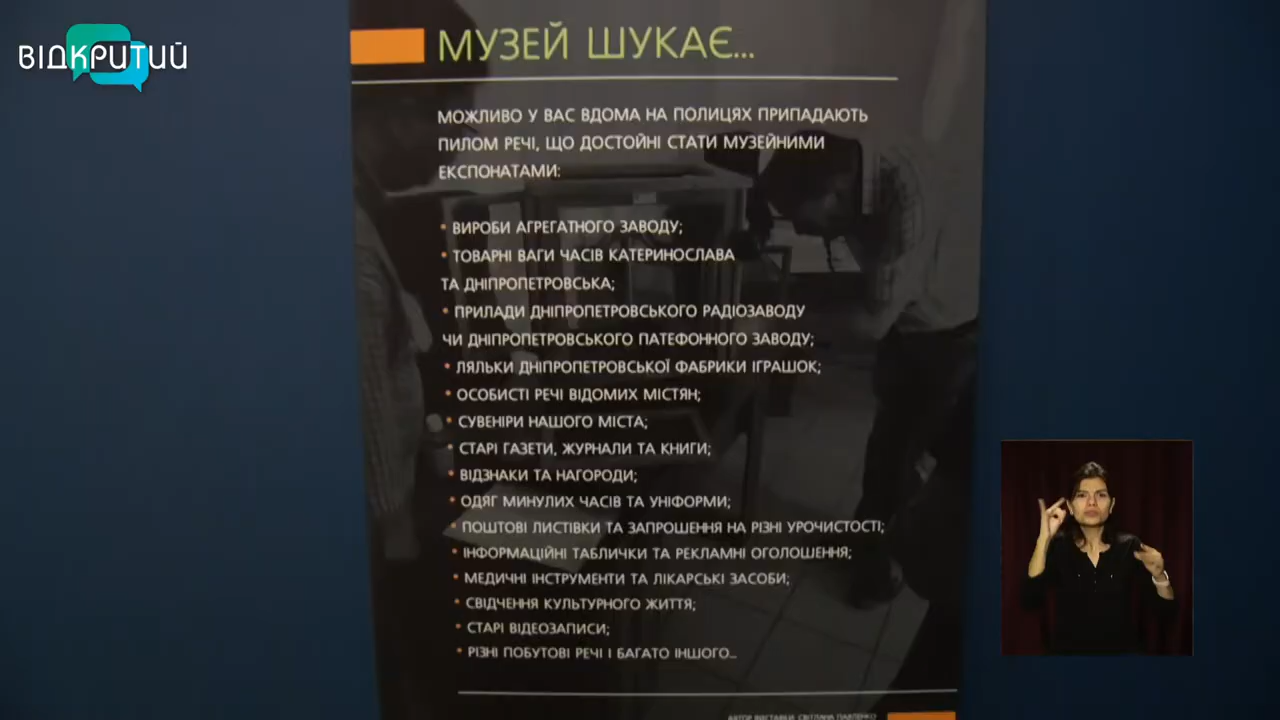 ВІДКРИТИЙ
МУЗЕЙ ШУКАЄ...
МОЖЛИВО У ВАС ВДОМА НА ПОЛИЦЯХ ПРИПАДАЮТЬ
ПИЛОМ РЕЧІ, ЩО ДОСТОЙНІ СТАТИ МУЗЕЙНИМИ
ЕКСПОНАТАМИ:
• ВИРОБИ АГРЕГАТНОГО ЗАВОДУ;
• ТОВАРНІ ВАГИ ЧАСІВ КАТЕРИНОСЛАВА
ТА ДНІПРОПЕТРОВСЬКА;
• ПРИЛАДИ ДНІПРОПЕТРОВСЬКОГО РАДІОЗАВОДУ
ЧИ ДНІПРОПЕТРОВСЬКОГО ПАТЕФОННОГО ЗАВОДУ;
• ЛЯЛЬКИ ДНІПРОПЕТРОВСЬКОЇ ФАБРИКИ ІГРАШОК;
• ОСОБИСТІ РЕЧІ ВІДОМИХ МІСТЯН;
• СУВЕНІРИ НАШОГО МІСТА;
• СТАРІ ГАЗЕТИ, ЖУРНАЛИ ТА КНИГИ;
• ВІДЗНАКИ ТА НАГОРОДИ;
• ОДЯГ МИНУЛИХ ЧАСІВ ТА УНІФОРМИ;
• ПОШТОВІ ЛИСТІВКИ ТА ЗАПРОШЕННЯ НА РІЗНІ УРОЧИСТОСТІ;
• ІНФОРМАЦІЙНІ ТАБЛИЧКИ ТА РЕКЛАМНІ ОГОЛОШЕННЯ;
• МЕДИЧНІ ІНСТРУМЕНТИ ТА ЛІКАРСЬКІ ЗАСОБИ;
• СВІДЧЕННЯ КУЛЬТУРНОГО ЖИТТЯ;
• СТАРІ ВІДЕОЗАПИСИ;
• РІЗНІ ПОБУТОВІ РЕЧІ І БАГАТО ІНШОГО...
АВТОР ВИСТАВКИ: СВІТЛАНА ПАВЛЕНКО